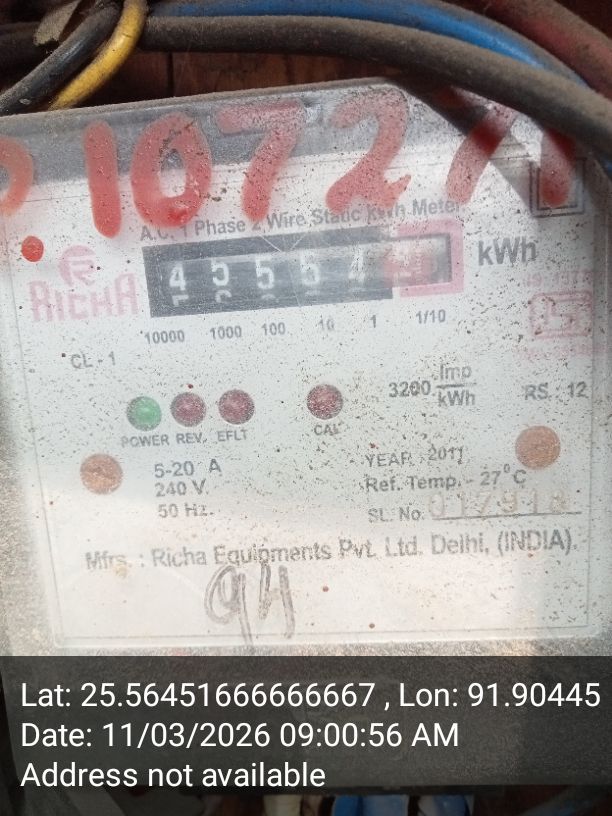 A.C. 1 Phase 2 Wire Static kWh Meter
RICHA
4 5 5 5 4
kWh
10000 1000 100 10 1 1/10
CL - 1
3200 Imp/kWh
RS : 12
POWER REV. EFLT CAL
5-20 A
240 V.
50 Hz.
YEAR : 2011
Ref. Temp. - 27°C
SL. No.
Mfrs. : Richa Equipments Pvt. Ltd. Delhi, (INDIA).
94
Lat: 25.56451666666667 , Lon: 91.90445
Date: 11/03/2026 09:00:56 AM
Address not available